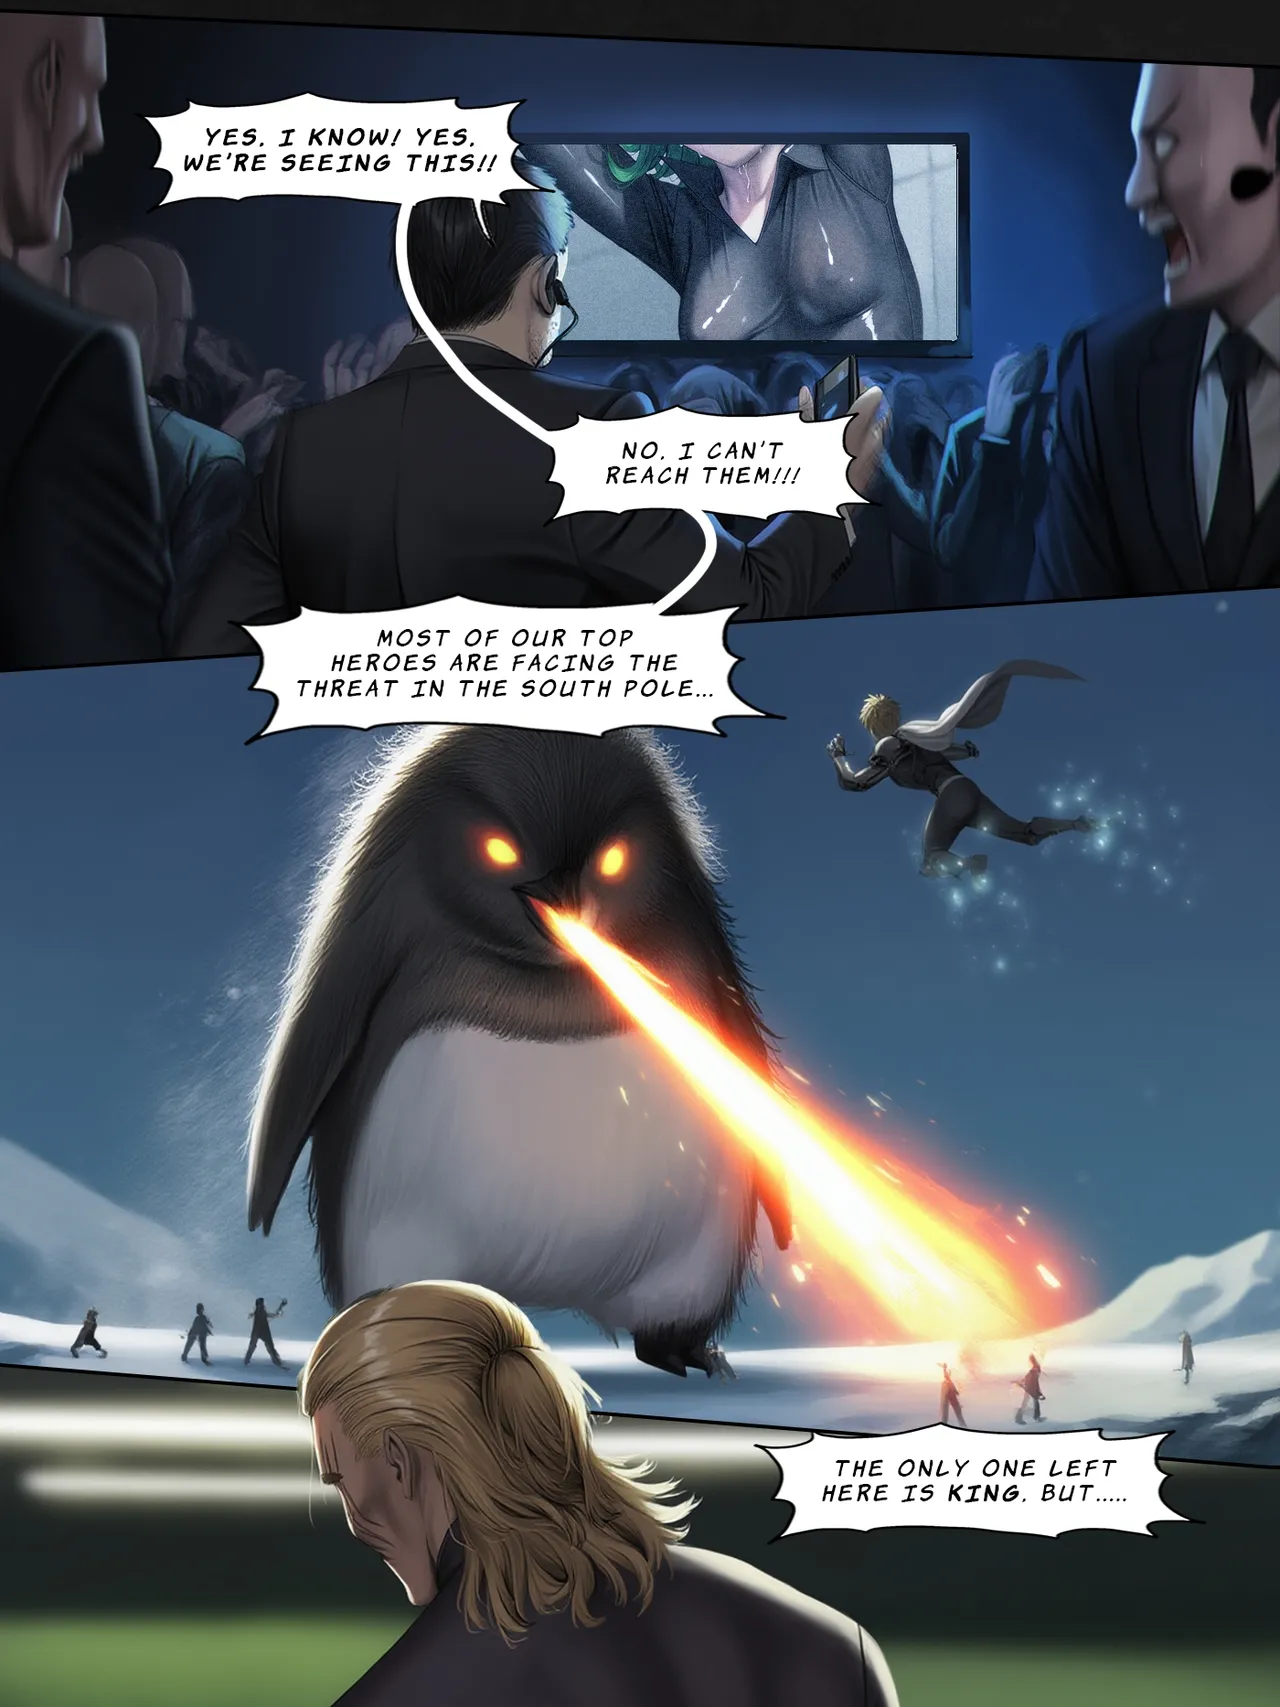 YES, I KNOW! YES,
WE'RE SEEING THIS!!
NO, I CAN'T
REACH THEM!!!
MOST OF OUR TOP
HEROES ARE FACING THE
THREAT IN THE SOUTH POLE...
THE ONLY ONE LEFT
HERE IS KING, BUT.....